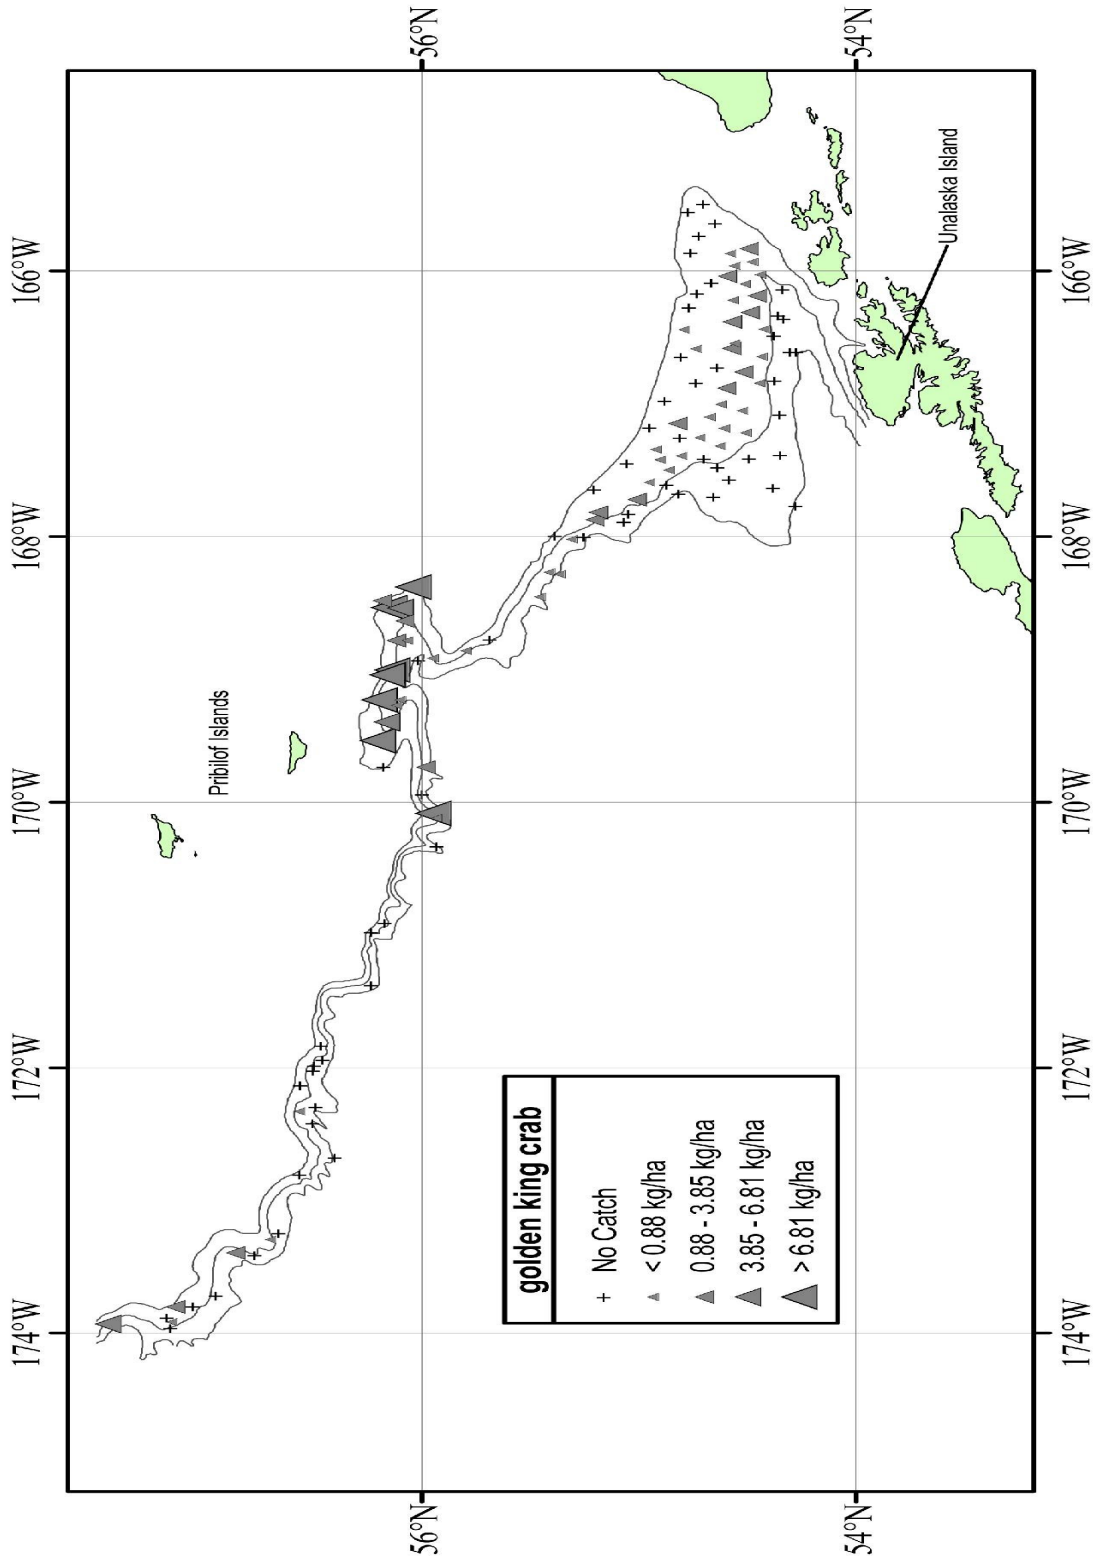 174°W
172°W
170°W
168°W
166°W
56°N
56°N
54°N
54°N
Pribilof Islands
Unalaska Island
golden king crab
No Catch
< 0.88 kg/ha
0.88 - 3.85 kg/ha
3.85 - 6.81 kg/ha
> 6.81 kg/ha
174°W
172°W
170°W
168°W
166°W